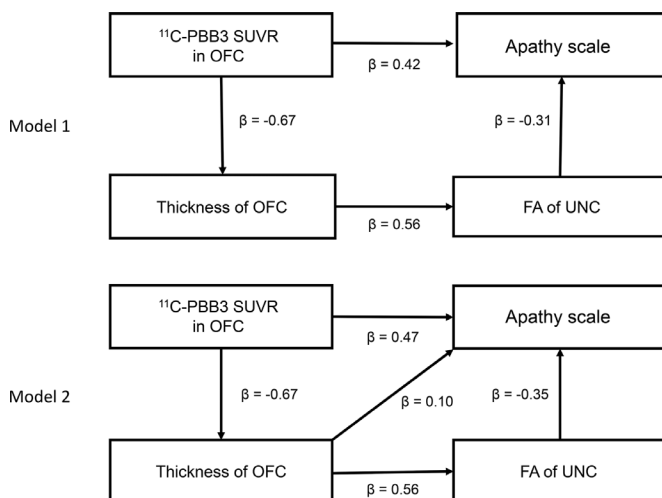 ¹¹C-PBB3 SUVR
in OFC
Apathy scale
β = 0.42
Model 1
β = -0.67
β = -0.31
Thickness of OFC
FA of UNC
β = 0.56
¹¹C-PBB3 SUVR
in OFC
Apathy scale
β = 0.47
Model 2
β = -0.67
β = 0.10
β = -0.35
Thickness of OFC
FA of UNC
β = 0.56